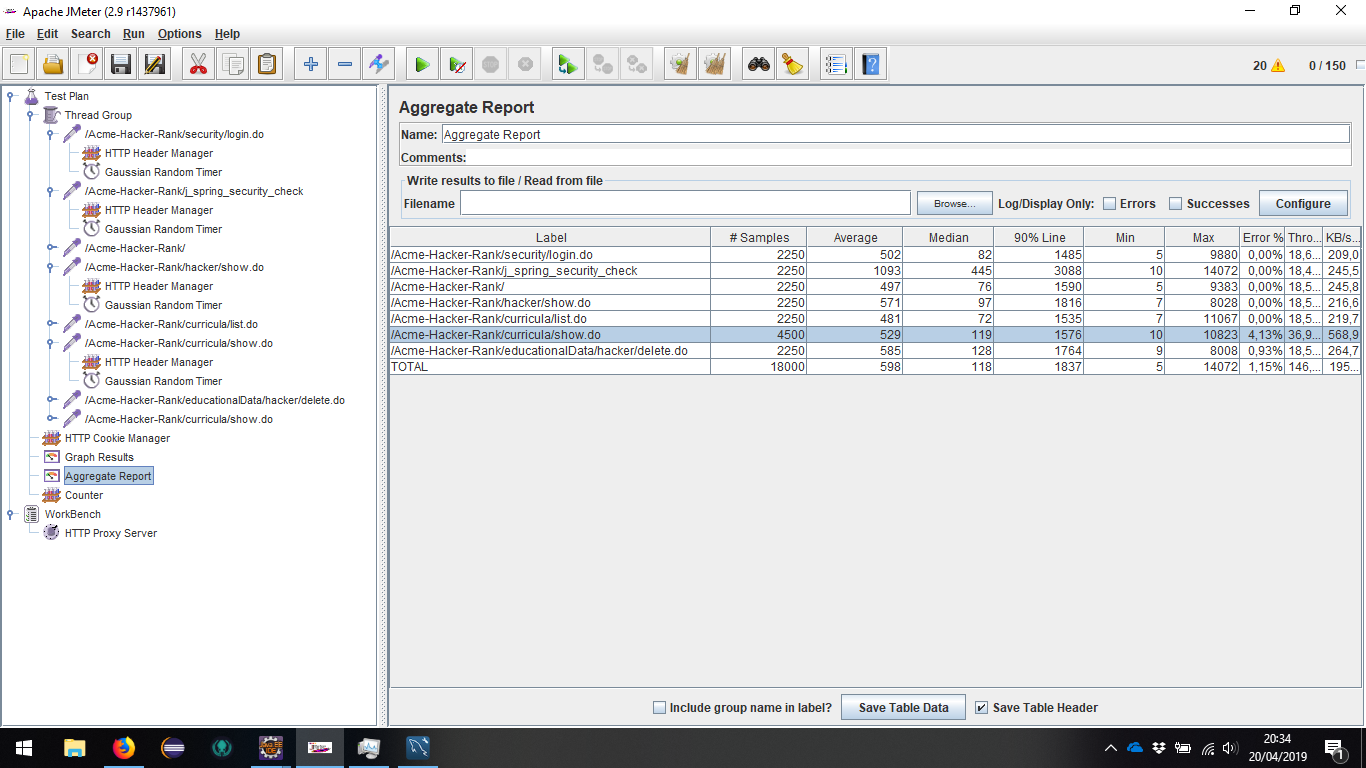 Apache JMeter (2.9 r1437961)
File Edit Search Run Options Help
20 0 / 150
Test Plan
Thread Group
/Acme-Hacker-Rank/security/login.do
HTTP Header Manager
Gaussian Random Timer
/Acme-Hacker-Rank/j_spring_security_check
HTTP Header Manager
Gaussian Random Timer
/Acme-Hacker-Rank/
/Acme-Hacker-Rank/hacker/show.do
HTTP Header Manager
Gaussian Random Timer
/Acme-Hacker-Rank/curricula/list.do
/Acme-Hacker-Rank/curricula/show.do
HTTP Header Manager
Gaussian Random Timer
/Acme-Hacker-Rank/educationalData/hacker/delete.do
/Acme-Hacker-Rank/curricula/show.do
HTTP Cookie Manager
Graph Results
Aggregate Report
Counter
WorkBench
HTTP Proxy Server
Aggregate Report
Name: Aggregate Report
Comments:
Write results to file / Read from file
Filename Browse... Log/Display Only: Errors Successes Configure
Label # Samples Average Median 90% Line Min Max Error % Thro... KB/s...
/Acme-Hacker-Rank/security/login.do 2250 502 82 1485 5 9880 0,00% 18,6... 209,0
/Acme-Hacker-Rank/j_spring_security_check 2250 1093 445 3088 10 14072 0,00% 18,4... 245,5
/Acme-Hacker-Rank/ 2250 497 76 1590 5 9383 0,00% 18,5... 245,8
/Acme-Hacker-Rank/hacker/show.do 2250 571 97 1816 7 8028 0,00% 18,5... 216,6
/Acme-Hacker-Rank/curricula/list.do 2250 481 72 1535 7 11067 0,00% 18,5... 219,7
/Acme-Hacker-Rank/curricula/show.do 4500 529 119 1576 10 10823 4,13% 36,9... 568,9
/Acme-Hacker-Rank/educationalData/hacker/delete.do 2250 585 128 1764 9 8008 0,93% 18,5... 264,7
TOTAL 18000 598 118 1837 5 14072 1,15% 146,... 195...
Include group name in label? Save Table Data Save Table Header
20:34
20/04/2019
1